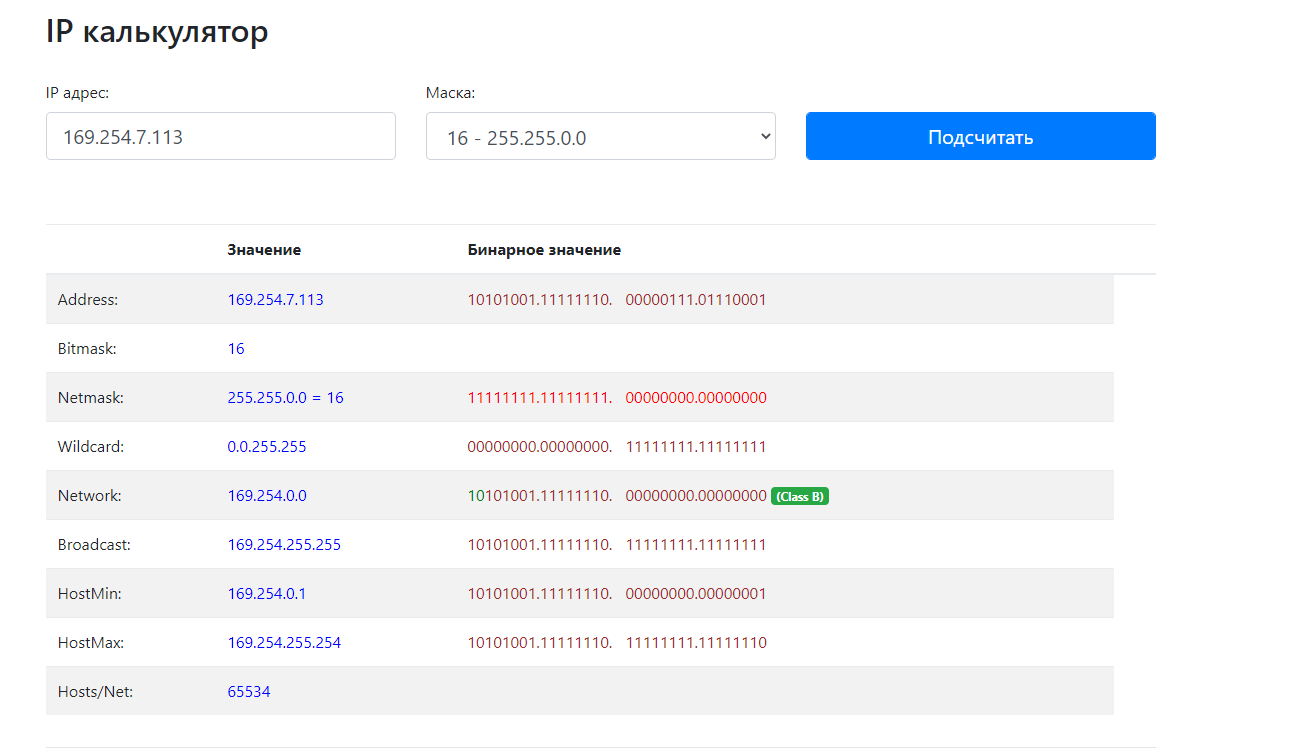 IP калькулятор
IP адрес: Маска:
169.254.7.113 16 - 255.255.0.0 Подсчитать
Значение Бинарное значение
Address: 169.254.7.113 10101001.11111110. 00000111.01110001
Bitmask: 16
Netmask: 255.255.0.0 = 16 11111111.11111111. 00000000.00000000
Wildcard: 0.0.255.255 00000000.00000000. 11111111.11111111
Network: 169.254.0.0 10101001.11111110. 00000000.00000000 (Class B)
Broadcast: 169.254.255.255 10101001.11111110. 11111111.11111111
HostMin: 169.254.0.1 10101001.11111110. 00000000.00000001
HostMax: 169.254.255.254 10101001.11111110. 11111111.11111110
Hosts/Net: 65534